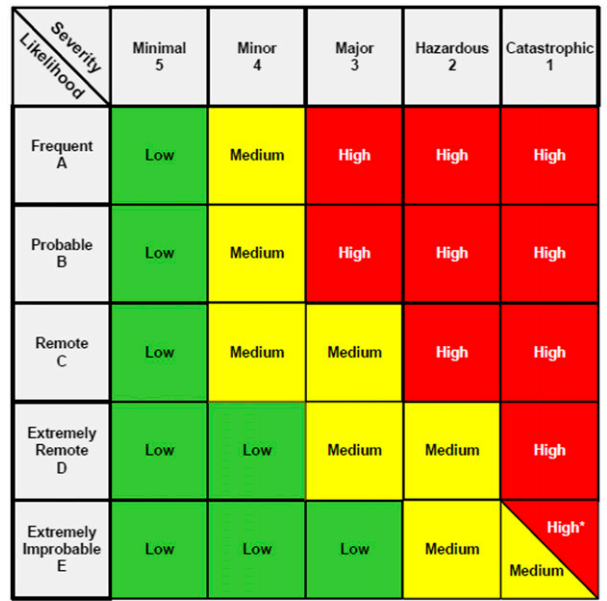 Severity
Likelihood
Minimal
5
Minor
4
Major
3
Hazardous
2
Catastrophic
1
Frequent
A
Low
Medium
High
High
High
Probable
B
Low
Medium
High
High
High
Remote
C
Low
Medium
Medium
High
High
Extremely
Remote
D
Low
Low
Medium
Medium
High
Extremely
Improbable
E
Low
Low
Low
Medium
High*
Medium